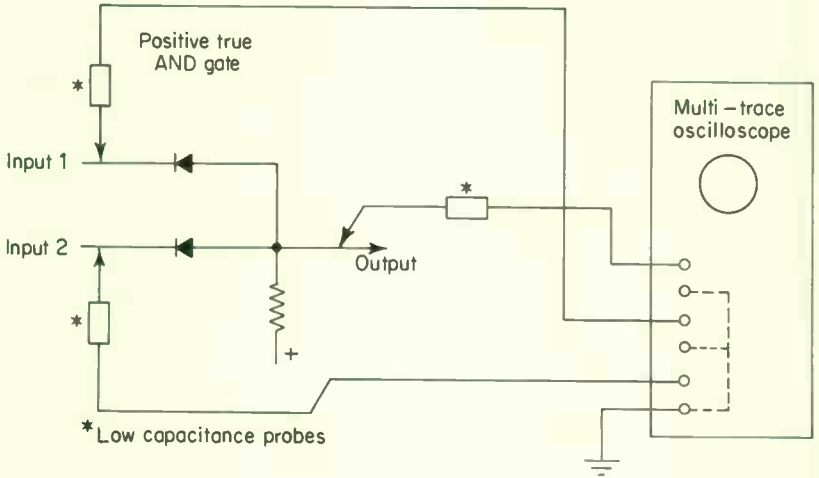 Positive true
AND gate
*
Multi-trace
oscilloscope
Input 1
*
Input 2
Output
*
+
*Low capacitance probes